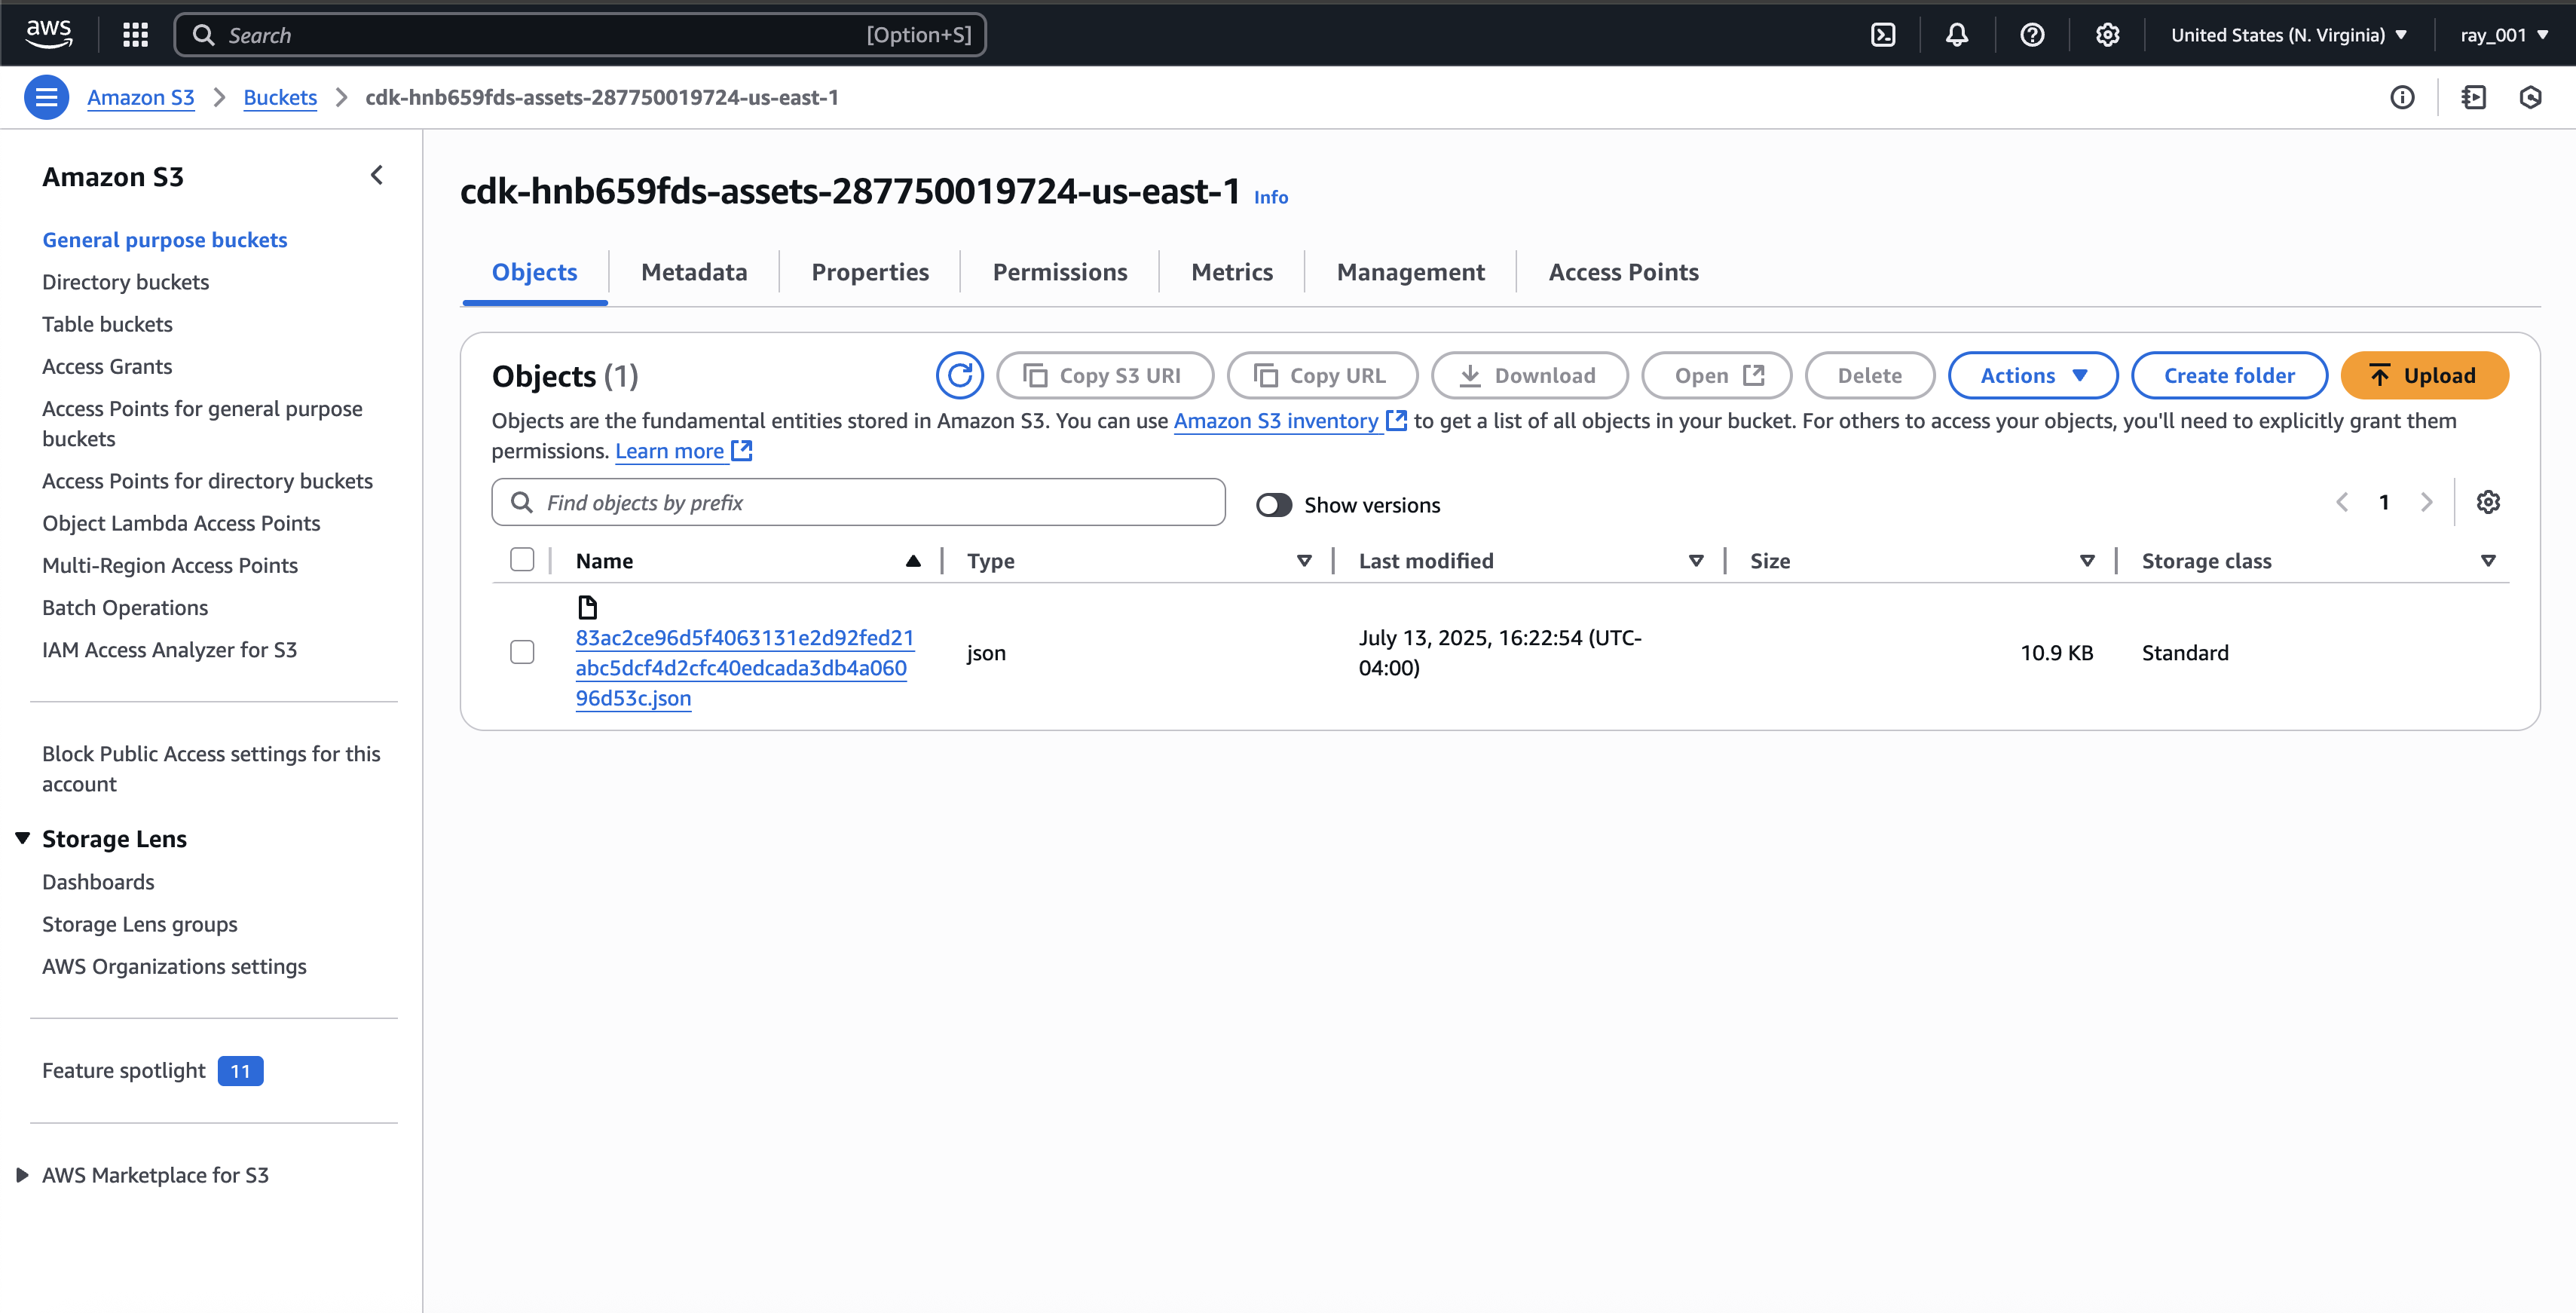 aws
Search [Option+S]
United States (N. Virginia)
ray_001
Amazon S3
Buckets
cdk-hnb659fds-assets-287750019724-us-east-1
Amazon S3
General purpose buckets
Directory buckets
Table buckets
Access Grants
Access Points for general purpose
buckets
Access Points for directory buckets
Object Lambda Access Points
Multi-Region Access Points
Batch Operations
IAM Access Analyzer for S3
Block Public Access settings for this
account
Storage Lens
Dashboards
Storage Lens groups
AWS Organizations settings
Feature spotlight 11
AWS Marketplace for S3
cdk-hnb659fds-assets-287750019724-us-east-1 Info
Objects Metadata Properties Permissions Metrics Management Access Points
Objects (1)
Copy S3 URI Copy URL Download Open Delete Actions Create folder Upload
Objects are the fundamental entities stored in Amazon S3. You can use Amazon S3 inventory to get a list of all objects in your bucket. For others to access your objects, you'll need to explicitly grant them
permissions. Learn more
Find objects by prefix
Show versions
1
Name Type Last modified Size Storage class
83ac2ce96d5f4063131e2d92fed21
abc5dcf4d2cfc40edcada3db4a060
96d53c.json
json
July 13, 2025, 16:22:54 (UTC-
04:00)
10.9 KB
Standard